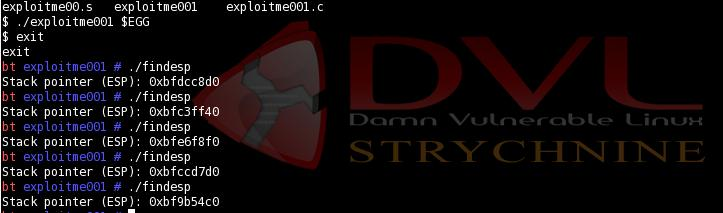 exploitme00.s exploitme001 exploitme001.c
$ ./exploitme001 $EGG
$ exit
exit
bt exploitme001 # ./findesp
Stack pointer (ESP): 0xbfdcc8d0
bt exploitme001 # ./findesp
Stack pointer (ESP): 0xbfc3ff40
bt exploitme001 # ./findesp
Stack pointer (ESP): 0xbfe6f8f0
bt exploitme001 # ./findesp
Stack pointer (ESP): 0xbfccd7d0
bt exploitme001 # ./findesp
Stack pointer (ESP): 0xbf9b54c0
bt exploitme001 #
DVL
Damn Vulnerable Linux
STRYCHNINE